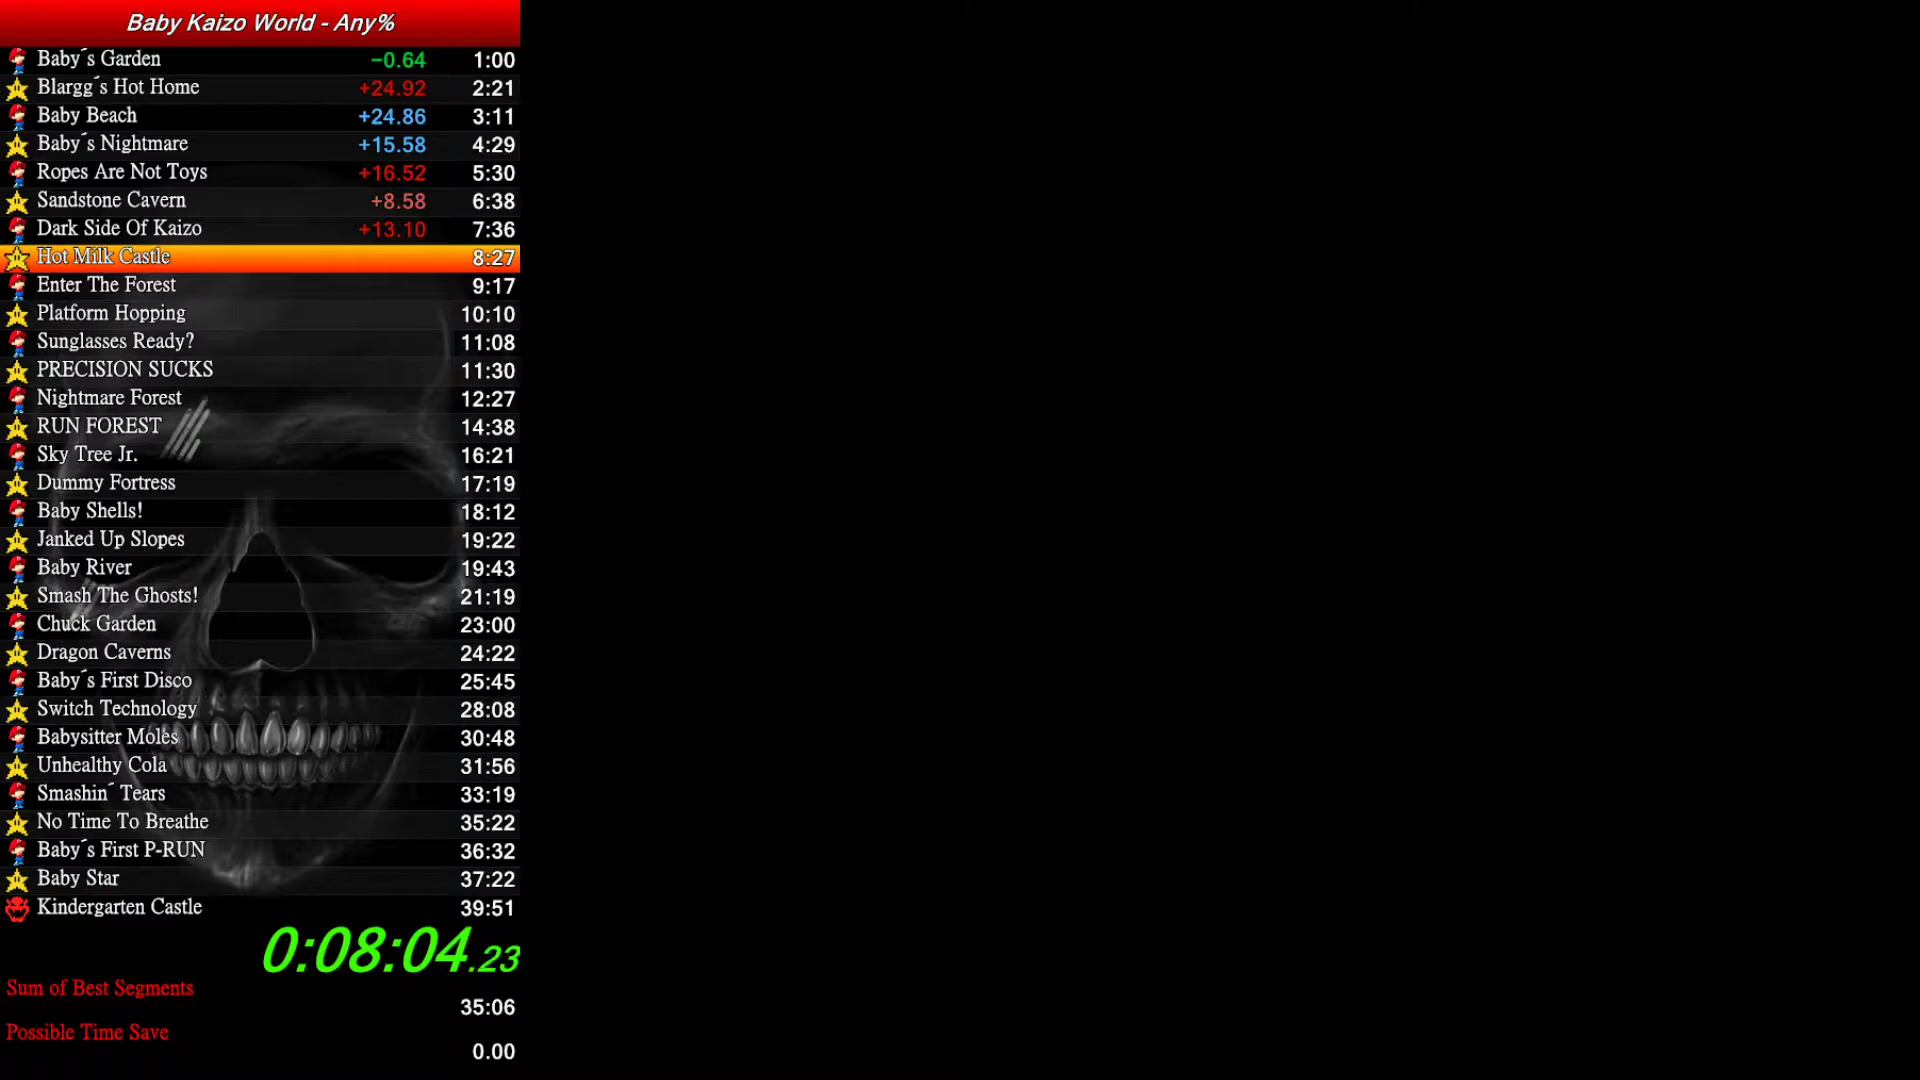 Baby Kaizo World - Any%
Baby´s Garden −0.64 1:00
Blargg´s Hot Home +24.92 2:21
Baby Beach +24.86 3:11
Baby´s Nightmare +15.58 4:29
Ropes Are Not Toys +16.52 5:30
Sandstone Cavern +8.58 6:38
Dark Side Of Kaizo +13.10 7:36
Hot Milk Castle 8:27
Enter The Forest 9:17
Platform Hopping 10:10
Sunglasses Ready? 11:08
PRECISION SUCKS 11:30
Nightmare Forest 12:27
RUN FOREST 14:38
Sky Tree Jr. 16:21
Dummy Fortress 17:19
Baby Shells! 18:12
Janked Up Slopes 19:22
Baby River 19:43
Smash The Ghosts! 21:19
Chuck Garden 23:00
Dragon Caverns 24:22
Baby´s First Disco 25:45
Switch Technology 28:08
Babysitter Moles 30:48
Unhealthy Cola 31:56
Smashin´ Tears 33:19
No Time To Breathe 35:22
Baby´s First P-RUN 36:32
Baby Star 37:22
Kindergarten Castle 39:51
0:08:04.23
Sum of Best Segments
35:06
Possible Time Save
0.00